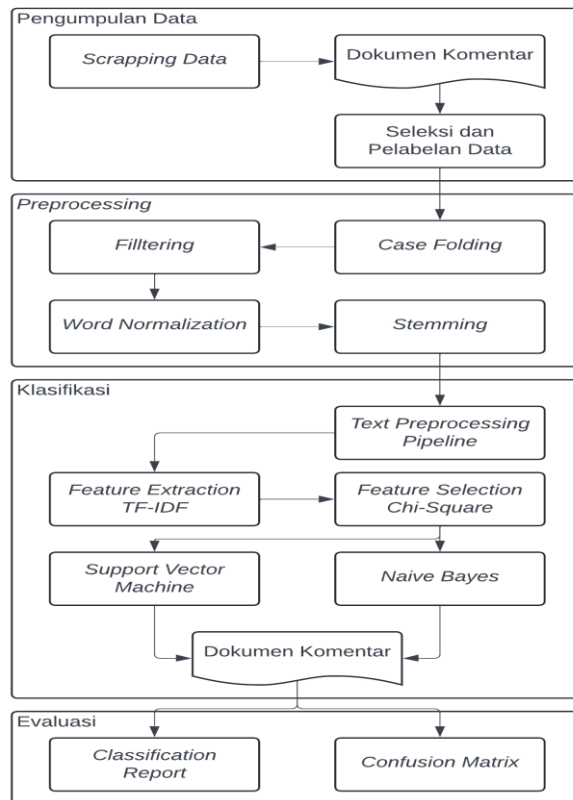 Pengumpulan Data
Scrapping Data
Dokumen Komentar
Seleksi dan
Pelabelan Data
Preprocessing
Filltering
Case Folding
Word Normalization
Stemming
Klasifikasi
Text Preprocessing
Pipeline
Feature Extraction
TF-IDF
Feature Selection
Chi-Square
Support Vector
Machine
Naive Bayes
Dokumen Komentar
Evaluasi
Classification
Report
Confusion Matrix